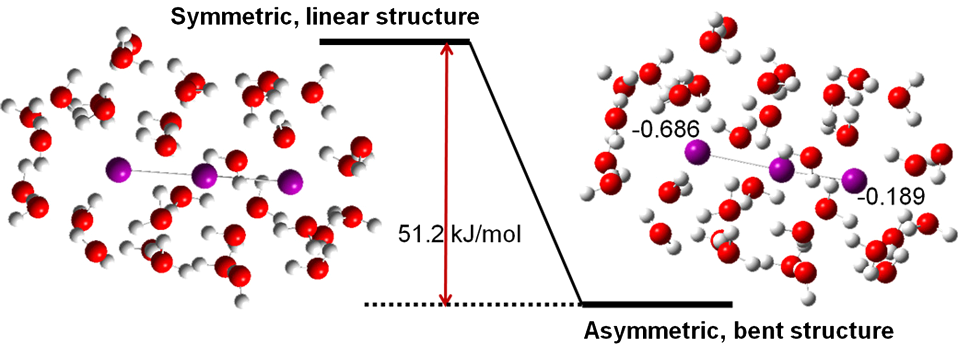 Symmetric, linear structure
-0.686
-0.189
51.2 kJ/mol
Asymmetric, bent structure